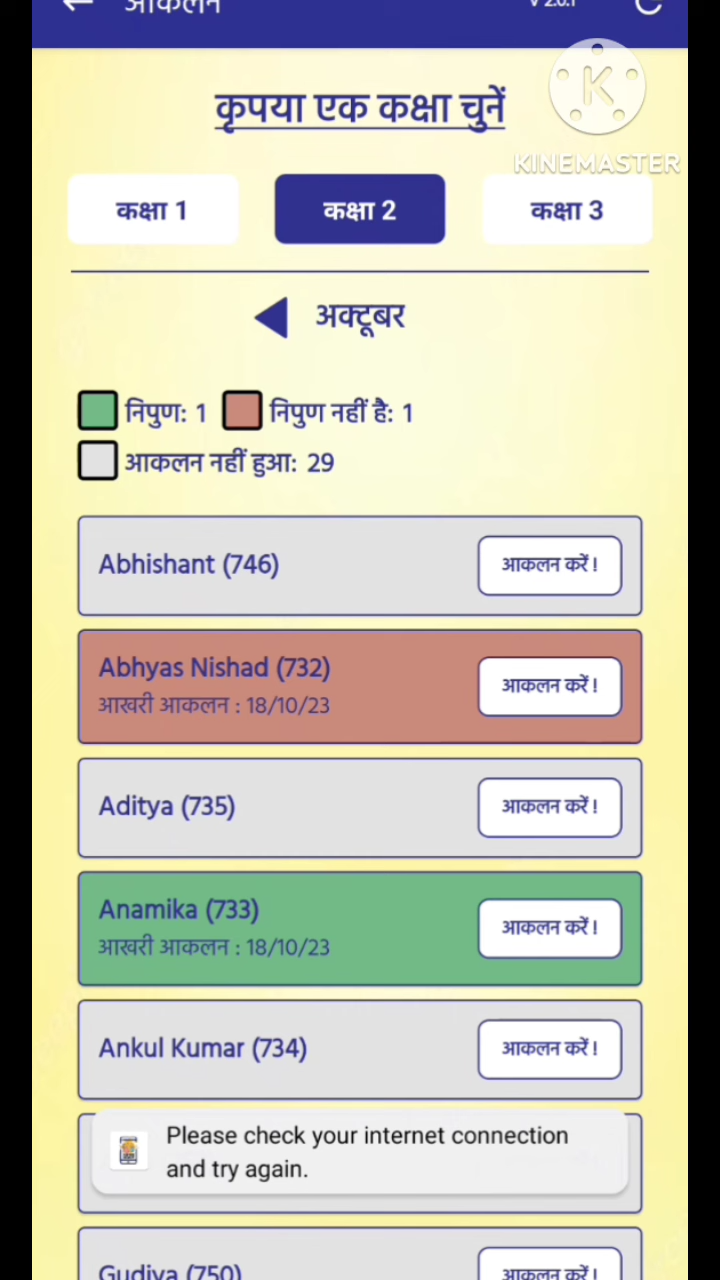 आकलन
V 2.0.1
कृपया एक कक्षा चुनें
KINEMASTER
कक्षा 1
कक्षा 2
कक्षा 3
अक्टूबर
निपुण: 1
निपुण नहीं है: 1
आकलन नहीं हुआ: 29
Abhishant (746)
आकलन करें !
Abhyas Nishad (732)
आखरी आकलन : 18/10/23
आकलन करें !
Aditya (735)
आकलन करें !
Anamika (733)
आखरी आकलन : 18/10/23
आकलन करें !
Ankul Kumar (734)
आकलन करें !
Please check your internet connection
and try again.
Gudiya (750)
आकलन करें !